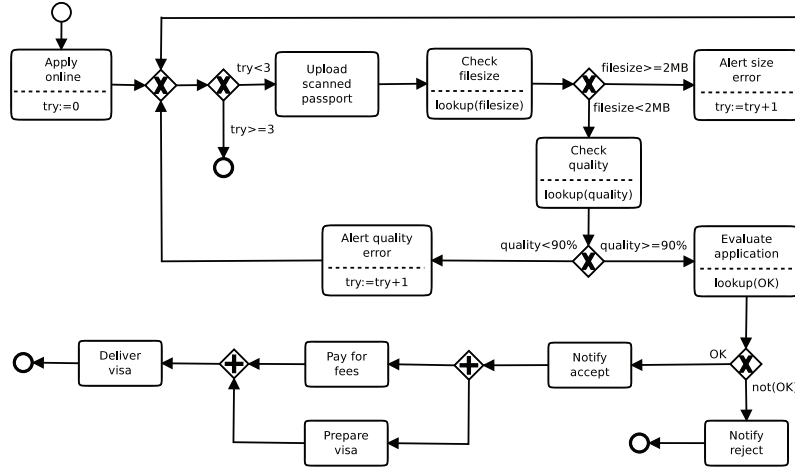 Apply
online
try:=0
try<3
try>=3
Upload
scanned
passport
Check
filesize
lookup(filesize)
filesize>=2MB
filesize<2MB
Alert size
error
try:=try+1
Check
quality
lookup(quality)
quality<90%
quality>=90%
Alert quality
error
try:=try+1
Evaluate
application
lookup(OK)
OK
not(OK)
Notify
accept
Notify
reject
Pay for
fees
Prepare
visa
Deliver
visa